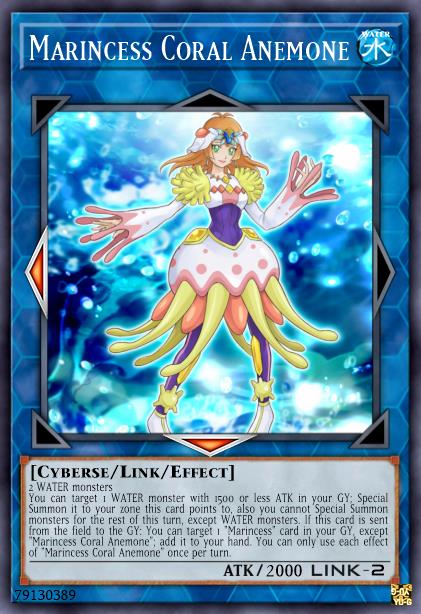 Marincess Coral Anemone
WATER
水
[Cyberse/Link/Effect]
2 WATER monsters
You can target 1 WATER monster with 1500 or less ATK in your GY; Special
Summon it to your zone this card points to, also you cannot Special Summon
monsters for the rest of this turn, except WATER monsters. If this card is sent
from the field to the GY: You can target 1 "Marincess" card in your GY, except
"Marincess Coral Anemone"; add it to your hand. You can only use each effect
of "Marincess Coral Anemone" once per turn.
ATK/2000 LINK-2
79130389